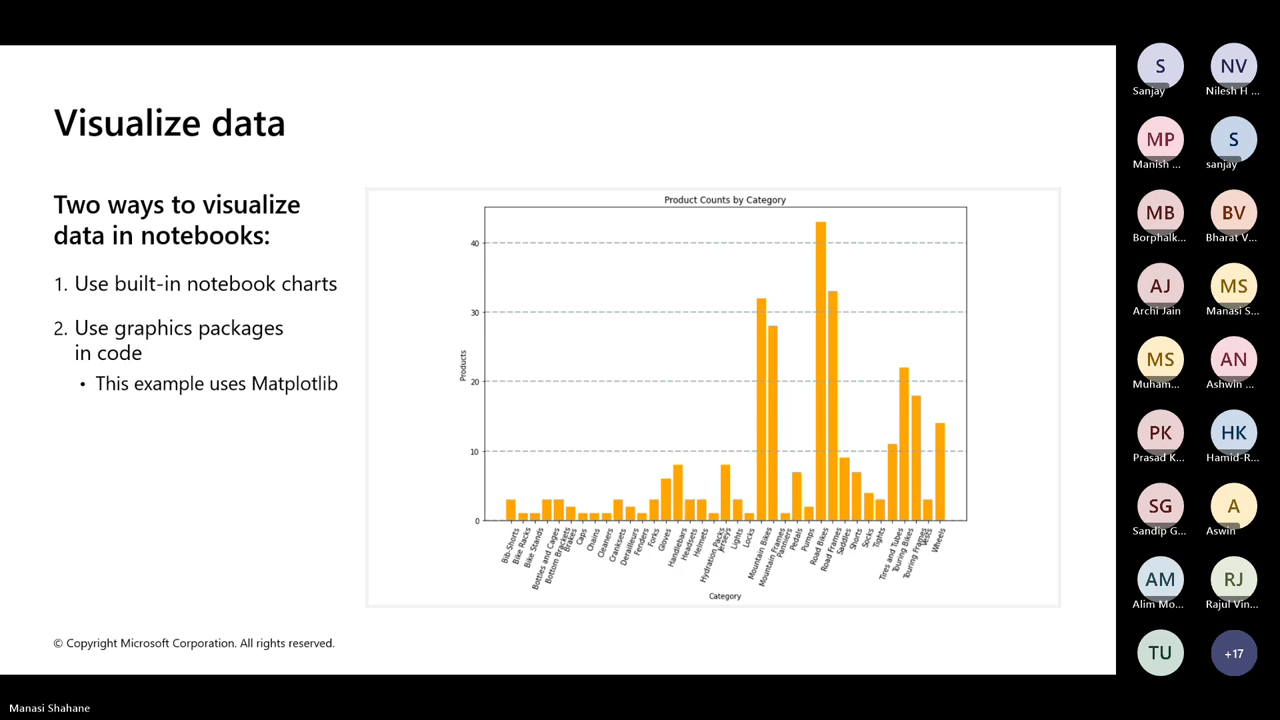 Visualize data
Two ways to visualize
data in notebooks:
1. Use built-in notebook charts
2. Use graphics packages
in code
• This example uses Matplotlib
Product Counts by Category
Products
40
30
20
10
0
Bib-Shorts
Bike Racks
Bike Stands
Bottles and Cages
Bottom Brackets
Brakes
Caps
Chains
Cleaners
Cranksets
Derailleurs
Fenders
Forks
Gloves
Handlebars
Headsets
Helmets
Hydration Packs
Jerseys
Lights
Locks
Mountain Bikes
Mountain Frames
Panniers
Pedals
Pumps
Road Bikes
Road Frames
Saddles
Shorts
Socks
Tights
Tires and Tubes
Touring Bikes
Touring Frames
Vests
Wheels
Category
© Copyright Microsoft Corporation. All rights reserved.
S
Sanjay
NV
Nilesh H ...
MP
Manish ...
S
sanjay
MB
Borphalk...
BV
Bharat V...
AJ
Archi Jain
MS
Manasi S...
MS
Muham...
AN
Ashwin ...
PK
Prasad K...
HK
Hamid-R...
SG
Sandip G...
A
Aswin
AM
Alim Mo...
RJ
Rajul Vin...
TU
+17
Manasi Shahane